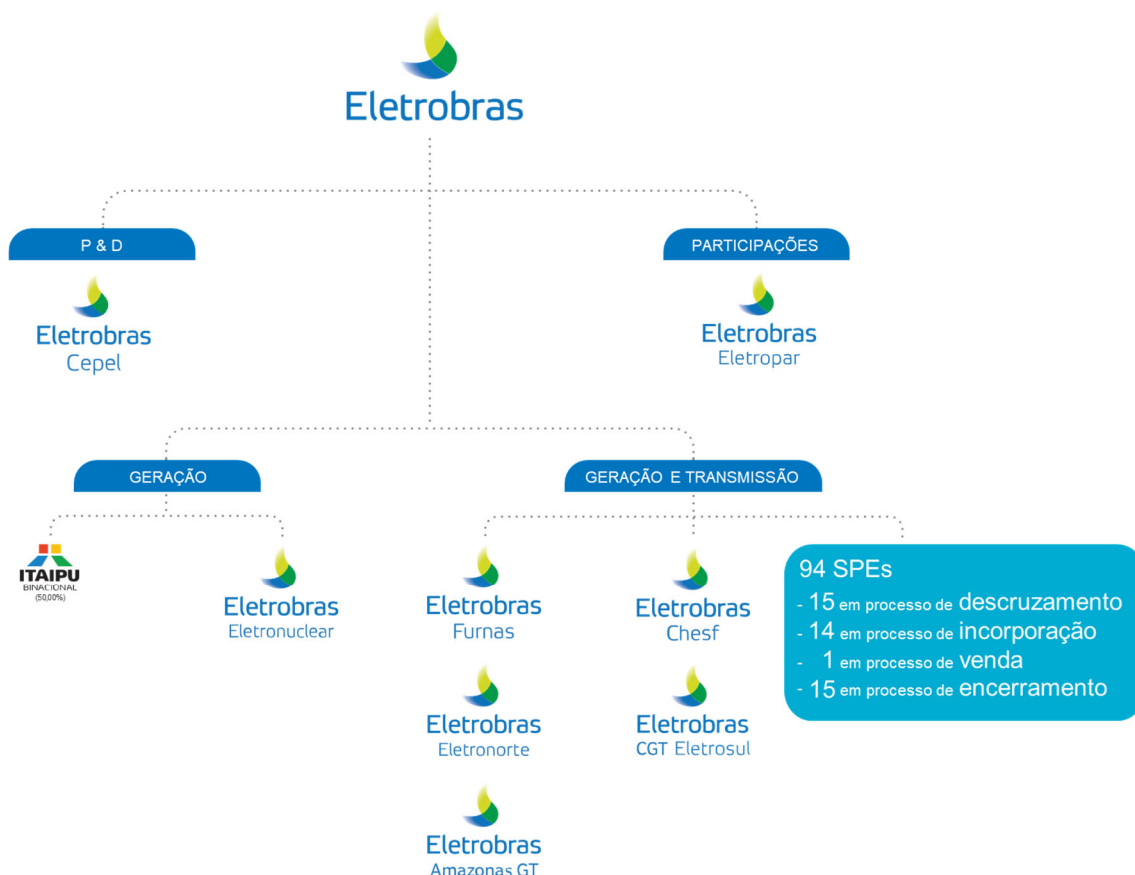 Eletrobras
P & D
PARTICIPAÇÕES
Eletrobras
Cepel
Eletrobras
Eletropar
GERAÇÃO
GERAÇÃO E TRANSMISSÃO
ITAIPU
BINACIONAL
(50,00%)
Eletrobras
Eletronuclear
Eletrobras
Furnas
Eletrobras
Chesf
Eletrobras
Eletronorte
Eletrobras
CGT Eletrosul
Eletrobras
Amazonas GT
94 SPEs
- 15 em processo de descruzamento
- 14 em processo de incorporação
- 1 em processo de venda
- 15 em processo de encerramento